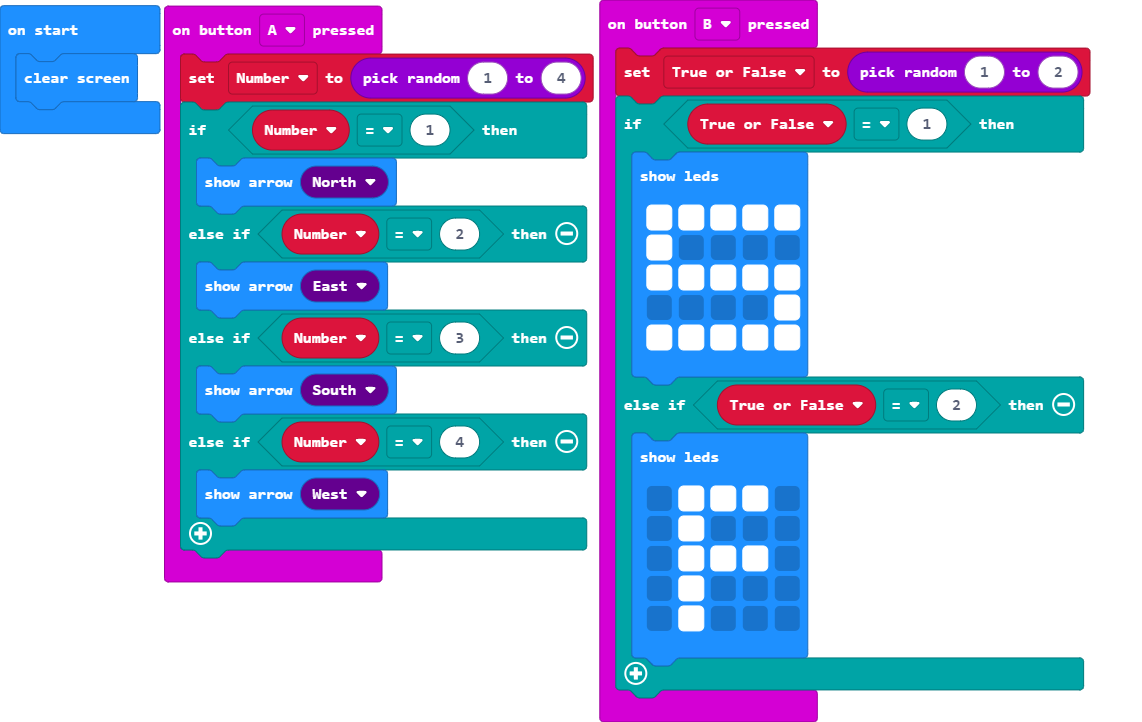 on start
clear screen
on button A pressed
set Number to pick random 1 to 4
if Number = 1 then
show arrow North
else if Number = 2 then
show arrow East
else if Number = 3 then
show arrow South
else if Number = 4 then
show arrow West
on button B pressed
set True or False to pick random 1 to 2
if True or False = 1 then
show leds
else if True or False = 2 then
show leds